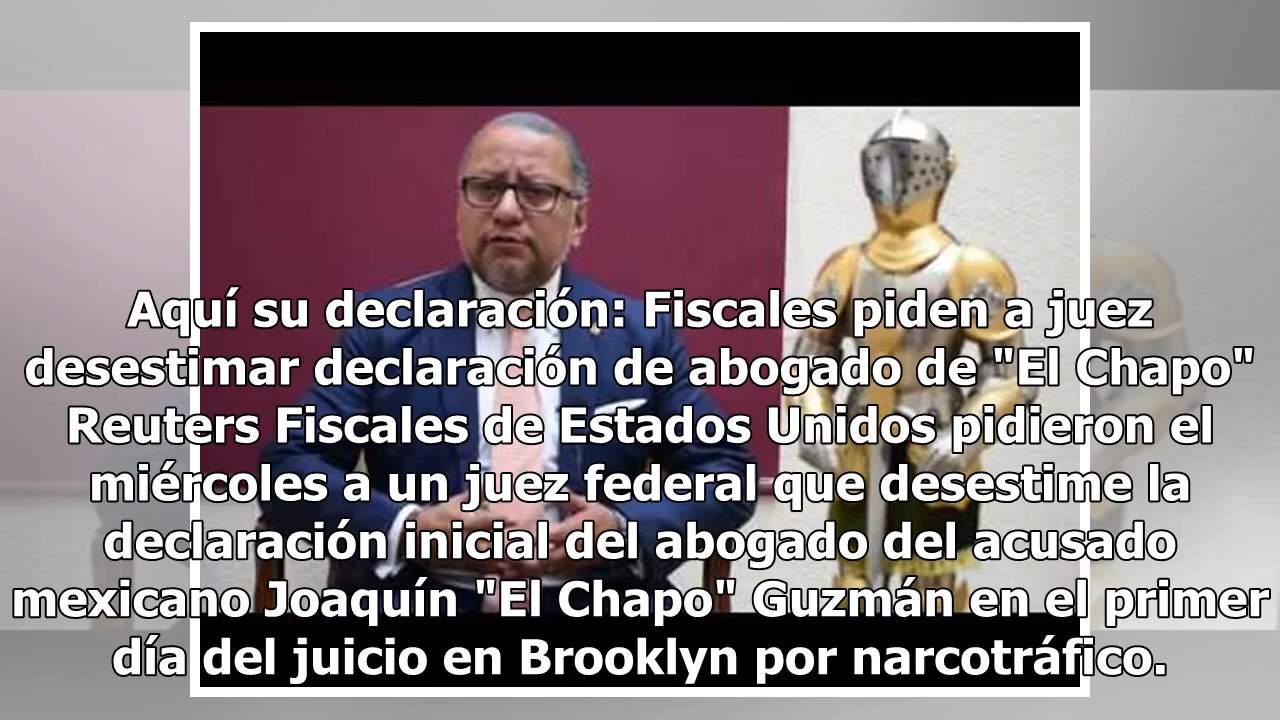 Aquí su declaración: Fiscales piden a juez
desestimar declaración de abogado de "El Chapo"
Reuters Fiscales de Estados Unidos pidieron el
miércoles a un juez federal que desestime la
declaración inicial del abogado del acusado
mexicano Joaquín "El Chapo" Guzmán en el primer
día del juicio en Brooklyn por narcotráfico.